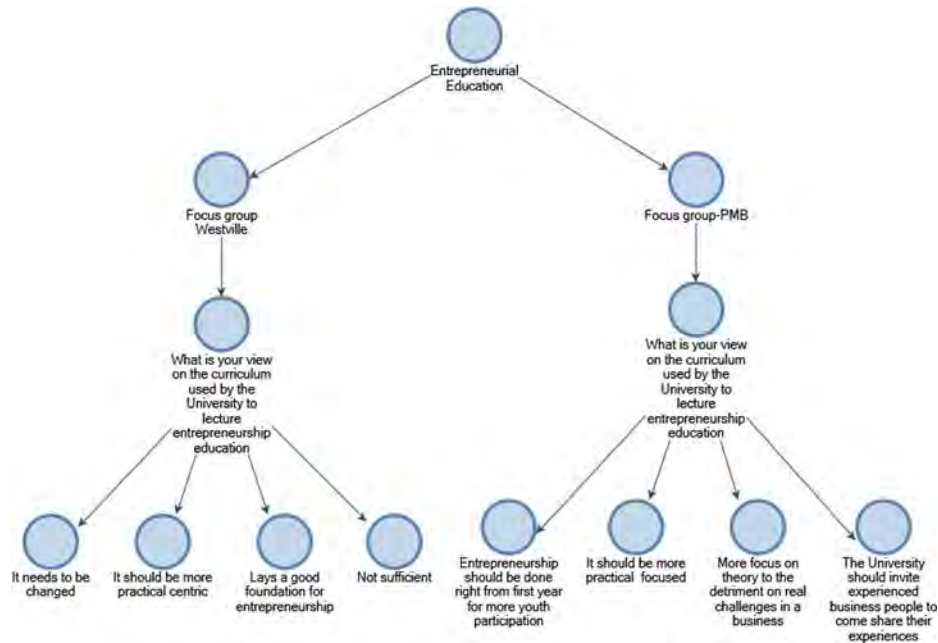 Entrepreneurial
Education
Focus group
Westville
Focus group-PMB
What is your view
on the curriculum
used by the
University to
lecture
entrepreneurship
education
What is your view
on the curriculum
used by the
University to
lecture
entrepreneurship
education
It needs to be
changed
It should be more
practical centric
Lays a good
foundation for
entrepreneurship
Not sufficient
Entrepreneurship
should be done
right from first year
for more youth
participation
It should be more
practical focused
More focus on
theory to the
detriment on real
challenges in a
business
The University
should invite
experienced
business people to
come share their
experiences